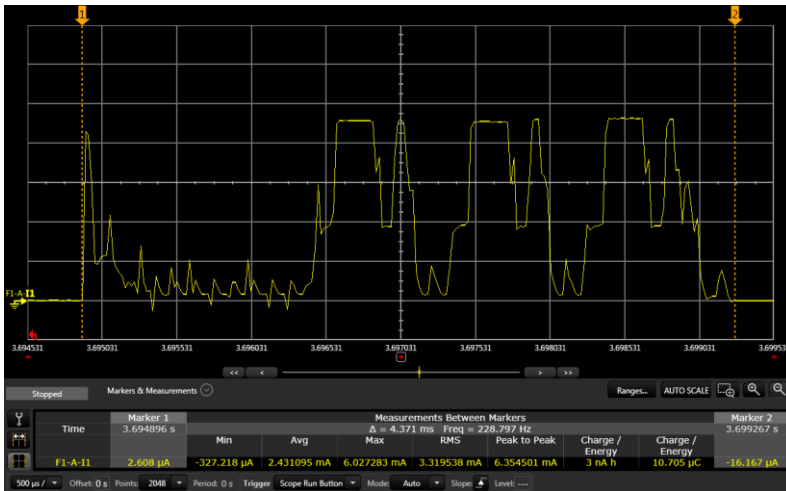 1 2
F1-A-I1
3.694531 3.695031 3.695531 3.696031 3.696531 3.697031 3.697531 3.698031 3.698531 3.699031 3.69953
<< < > >>
Stopped Markers & Measurements Ranges... AUTO SCALE
Marker 1 Measurements Between Markers Marker 2
Time 3.694896 s Δ = 4.371 ms Freq = 228.797 Hz 3.699267 s
Min Avg Max RMS Peak to Peak Charge / Energy Charge / Energy
F1-A-I1 2.608 µA -327.218 µA 2.431095 mA 6.027283 mA 3.319538 mA 6.354501 mA 3 nA h 10.705 µC -16.167 µA
500 µs / Offset: 0 s Points: 2048 Period: 0 s Trigger Scope Run Button Mode: Auto Slope: Level: ---